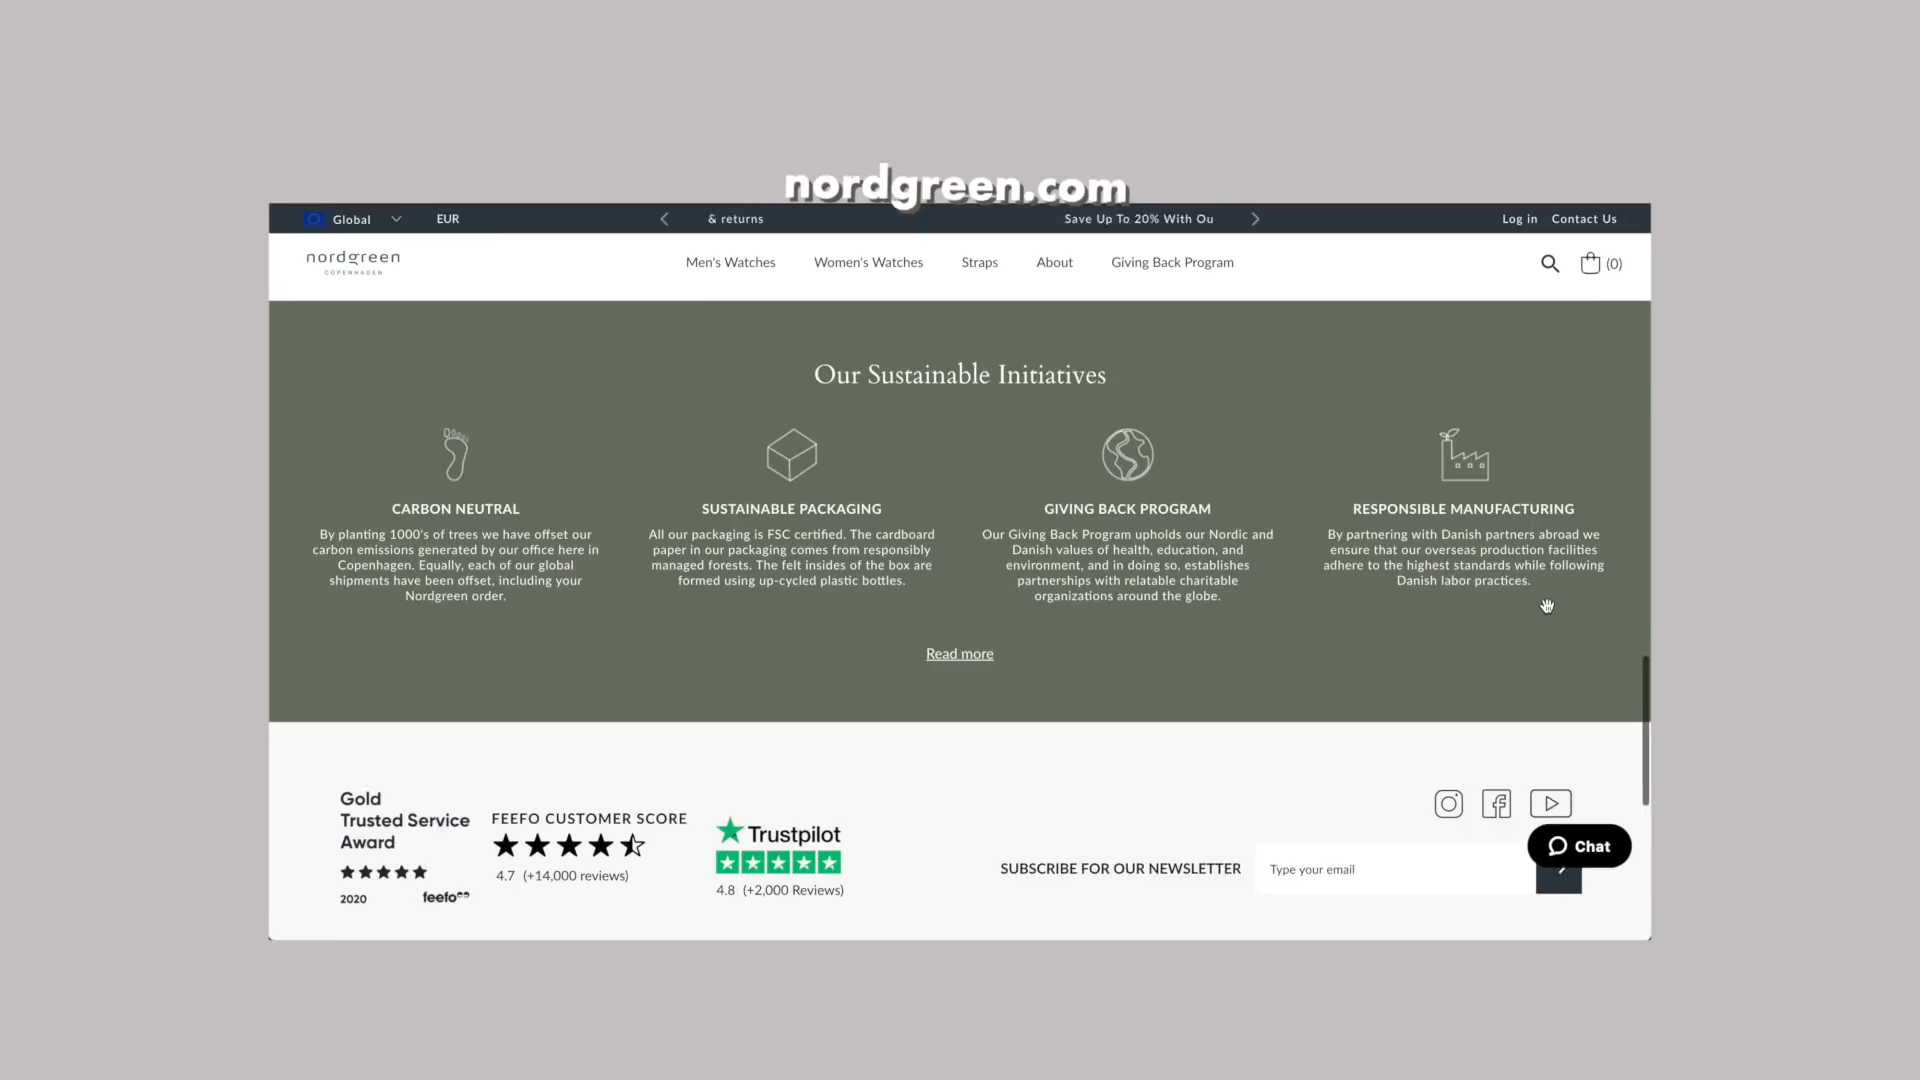 nordgreen.com
Global
EUR
& returns
Save Up To 20% With Ou
Log in
Contact Us
nordgreen
COPENHAGEN
Men's Watches
Women's Watches
Straps
About
Giving Back Program
(0)
Our Sustainable Initiatives
CARBON NEUTRAL
By planting 1000's of trees we have offset our
carbon emissions generated by our office here in
Copenhagen. Equally, each of our global
shipments have been offset, including your
Nordgreen order.
SUSTAINABLE PACKAGING
All our packaging is FSC certified. The cardboard
paper in our packaging comes from responsibly
managed forests. The felt insides of the box are
formed using up-cycled plastic bottles.
GIVING BACK PROGRAM
Our Giving Back Program upholds our Nordic and
Danish values of health, education, and
environment, and in doing so, establishes
partnerships with relatable charitable
organizations around the globe.
RESPONSIBLE MANUFACTURING
By partnering with Danish partners abroad we
ensure that our overseas production facilities
adhere to the highest standards while following
Danish labor practices.
Read more
Gold
Trusted Service
Award
2020
feefo
FEEFO CUSTOMER SCORE
4.7 (+14,000 reviews)
Trustpilot
4.8 (+2,000 Reviews)
SUBSCRIBE FOR OUR NEWSLETTER
Type your email
Chat